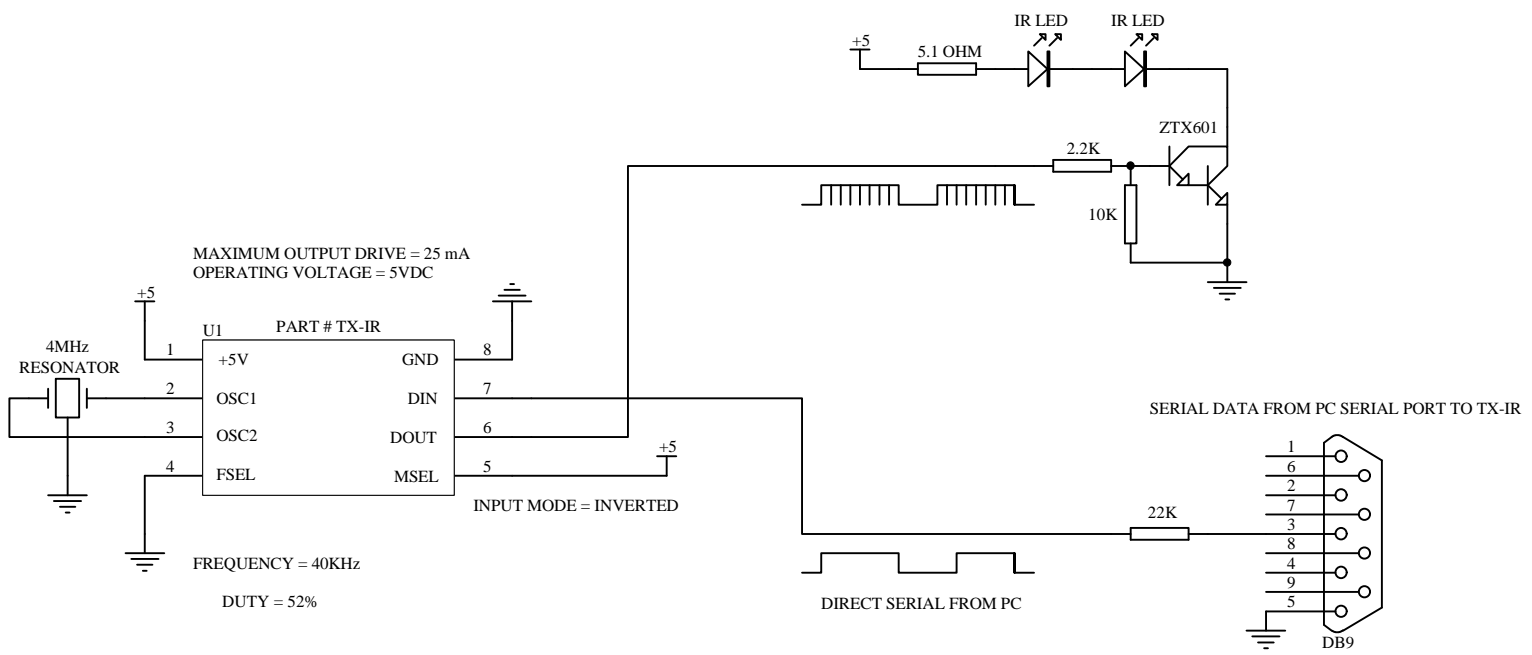 IR LED
IR LED
+5
5.1 OHM
ZTX601
2.2K
10K
MAXIMUM OUTPUT DRIVE = 25 mA
OPERATING VOLTAGE = 5VDC
+5
U1
PART # TX-IR
4MHz
RESONATOR
1
+5V
GND
8
2
OSC1
DIN
7
3
OSC2
DOUT
6
4
FSEL
MSEL
5
+5
INPUT MODE = INVERTED
FREQUENCY = 40KHz
DUTY = 52%
SERIAL DATA FROM PC SERIAL PORT TO TX-IR
1
6
2
7
22K
3
8
4
9
5
DIRECT SERIAL FROM PC
DB9